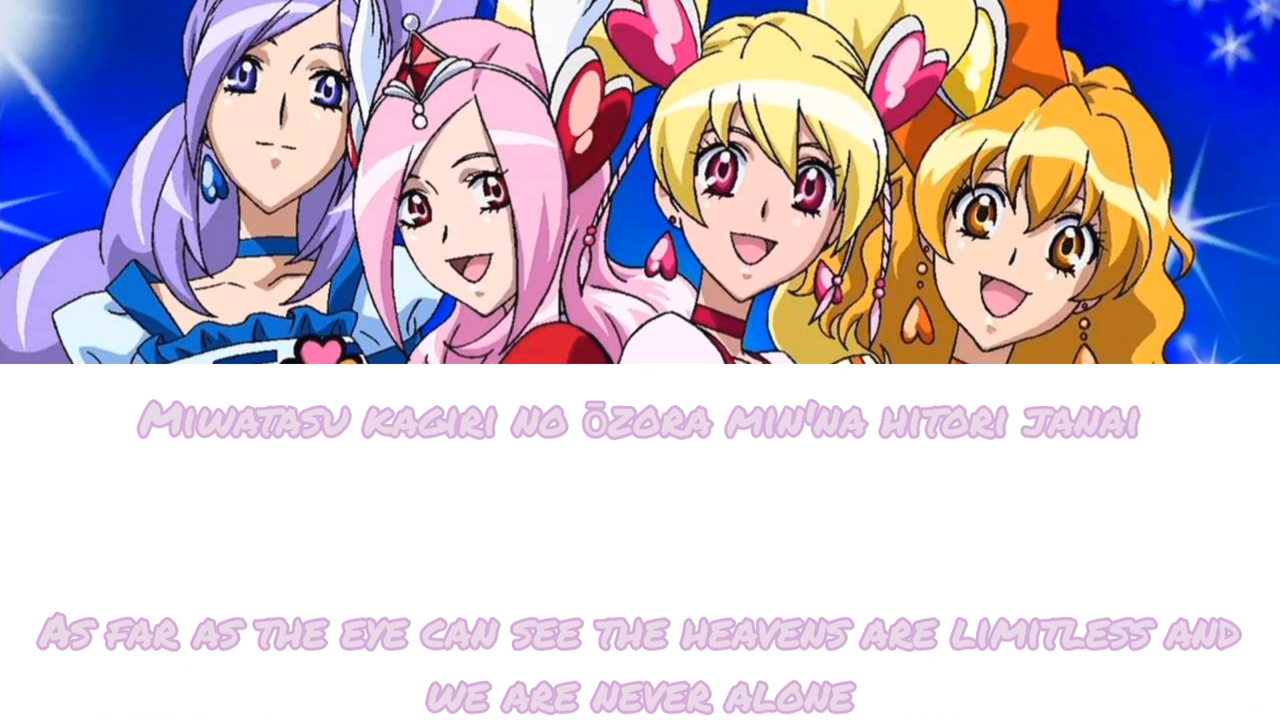 Miwatasu kagiri no ōzora min'na hitori janai
As far as the eye can see the heavens are limitless and
we are never alone